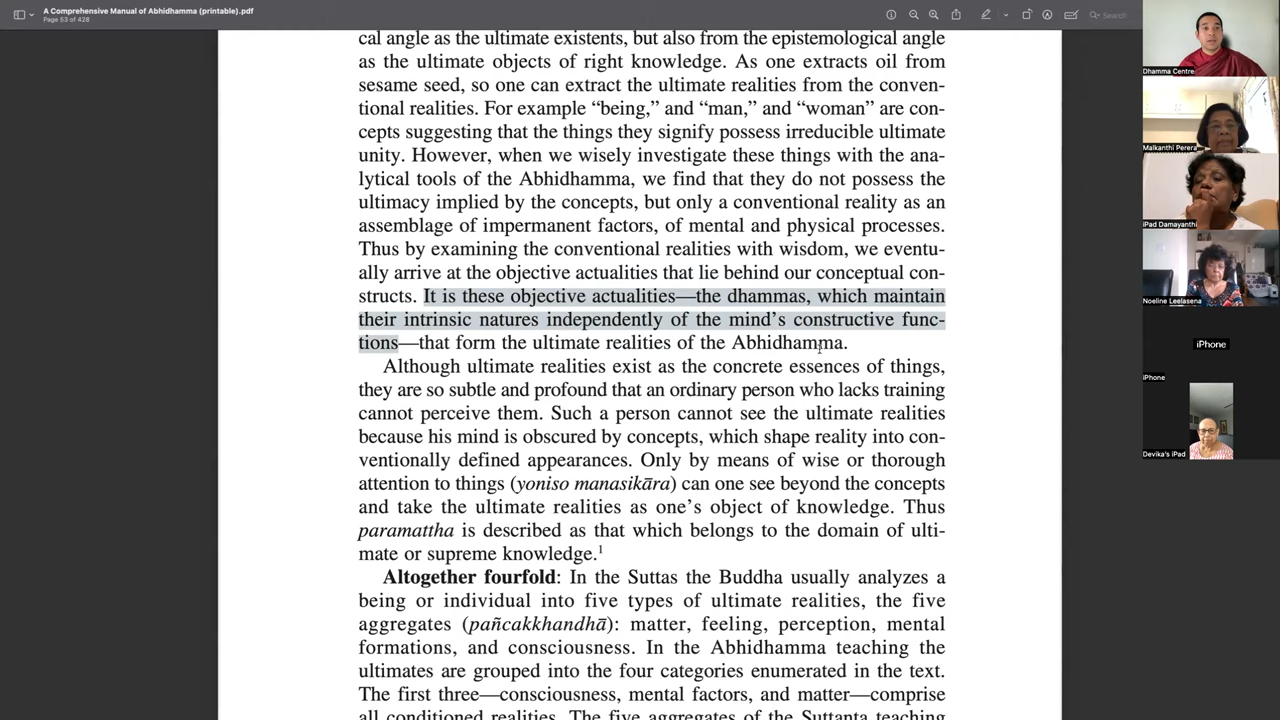 A Comprehensive Manual of Abhidhamma (printable).pdf
Page 53 of 428
Search
cal angle as the ultimate existents, but also from the epistemological angle
as the ultimate objects of right knowledge. As one extracts oil from
sesame seed, so one can extract the ultimate realities from the conven-
tional realities. For example “being,” and “man,” and “woman” are con-
cepts suggesting that the things they signify possess irreducible ultimate
unity. However, when we wisely investigate these things with the ana-
lytical tools of the Abhidhamma, we find that they do not possess the
ultimacy implied by the concepts, but only a conventional reality as an
assemblage of impermanent factors, of mental and physical processes.
Thus by examining the conventional realities with wisdom, we eventu-
ally arrive at the objective actualities that lie behind our conceptual con-
structs. It is these objective actualities—the dhammas, which maintain
their intrinsic natures independently of the mind’s constructive func-
tions—that form the ultimate realities of the Abhidhamma.
Although ultimate realities exist as the concrete essences of things,
they are so subtle and profound that an ordinary person who lacks training
cannot perceive them. Such a person cannot see the ultimate realities
because his mind is obscured by concepts, which shape reality into con-
ventionally defined appearances. Only by means of wise or thorough
attention to things (yoniso manasikāra) can one see beyond the concepts
and take the ultimate realities as one’s object of knowledge. Thus
paramattha is described as that which belongs to the domain of ulti-
mate or supreme knowledge.1
Altogether fourfold: In the Suttas the Buddha usually analyzes a
being or individual into five types of ultimate realities, the five
aggregates (pañcakkhandhā): matter, feeling, perception, mental
formations, and consciousness. In the Abhidhamma teaching the
ultimates are grouped into the four categories enumerated in the text.
The first three—consciousness, mental factors, and matter—comprise
all conditioned realities. The five aggregates of the Suttanta teaching
Dhamma Centre
Malkanthi Perera
iPad Damayanthi
Noeline Leelasena
iPhone
iPhone
Devika's iPad